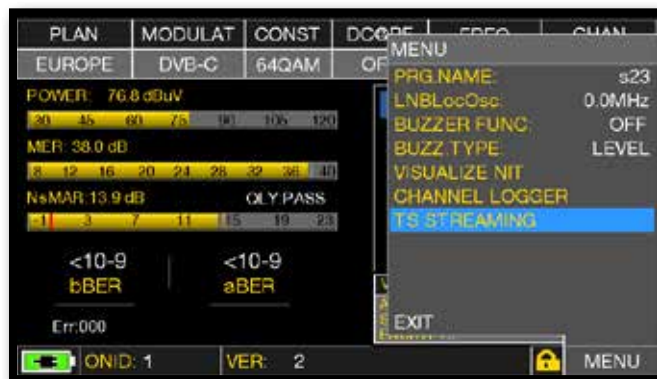 PLAN MODULAT CONST
EUROPE DVB-C 64QAM
POWER: 76.8 dBuV
30 45 60 75 90 105 120
MER: 38.0 dB
8 12 16 20 24 28 32 36 40
NsMAR:13.9 dB QLY PASS
-1 3 7 11 15 19 23
<10-9 <10-9
bBER aBER
Err:000
ONID: 1 VER: 2 MENU
MENU
PRG.NAME: s23
LNBLocOsc: 0.0MHz
BUZZER FUNC: OFF
BUZZ.TYPE: LEVEL
VISUALIZE NIT
CHANNEL LOGGER
TS STREAMING
EXIT